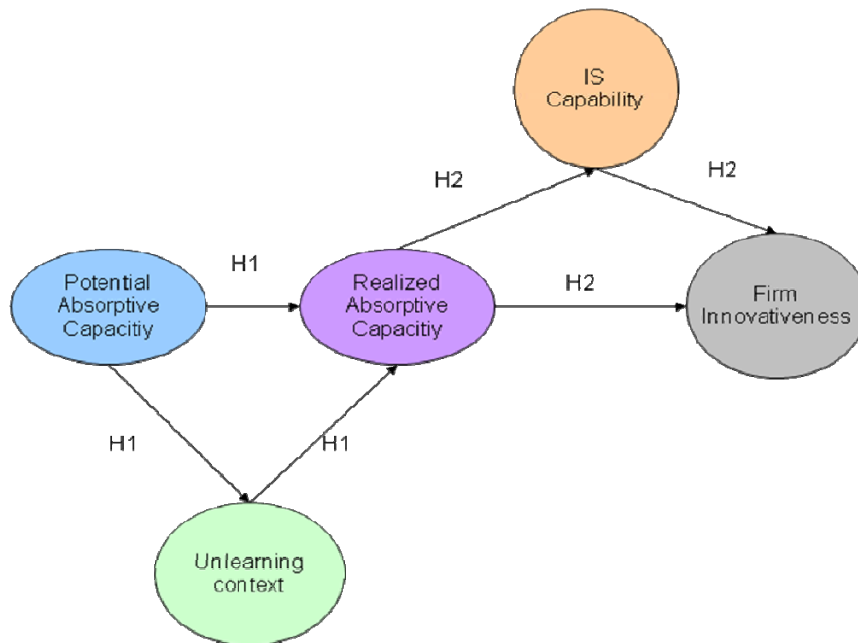 IS
Capability
H2
H2
H1
Potential
Absorptive
Capacitiy
Realized
Absorptive
Capacitiy
H2
Firm
Innovativeness
H1
H1
Unlearning
context